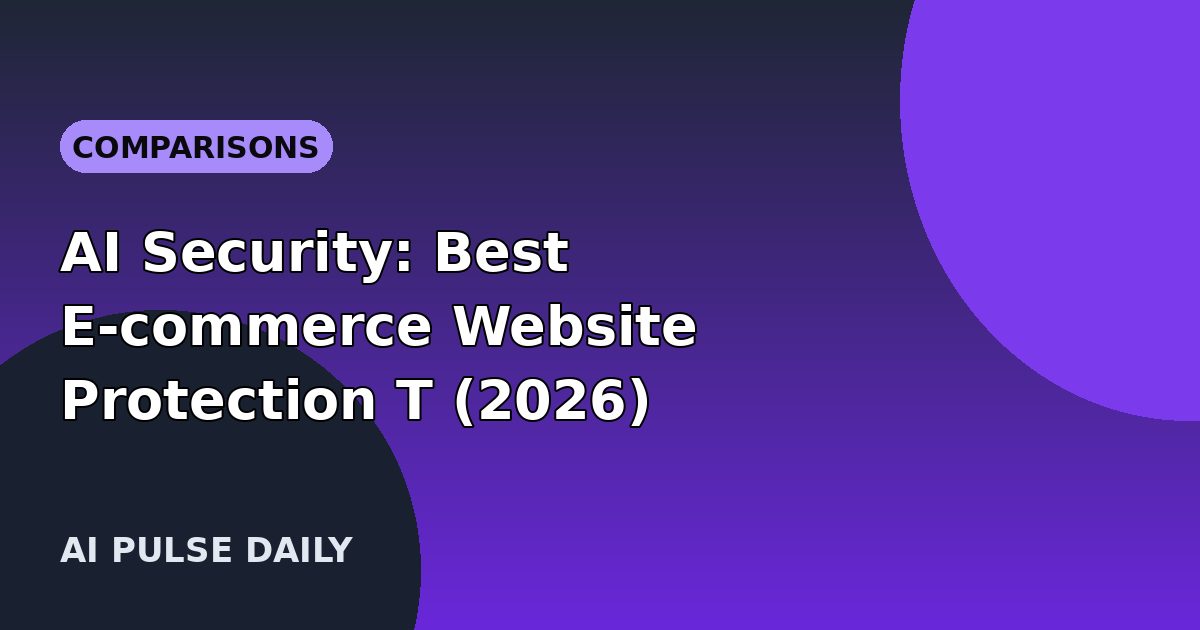 COMPARISONS
AI Security: Best
E-commerce Website
Protection T (2026)
AI PULSE DAILY